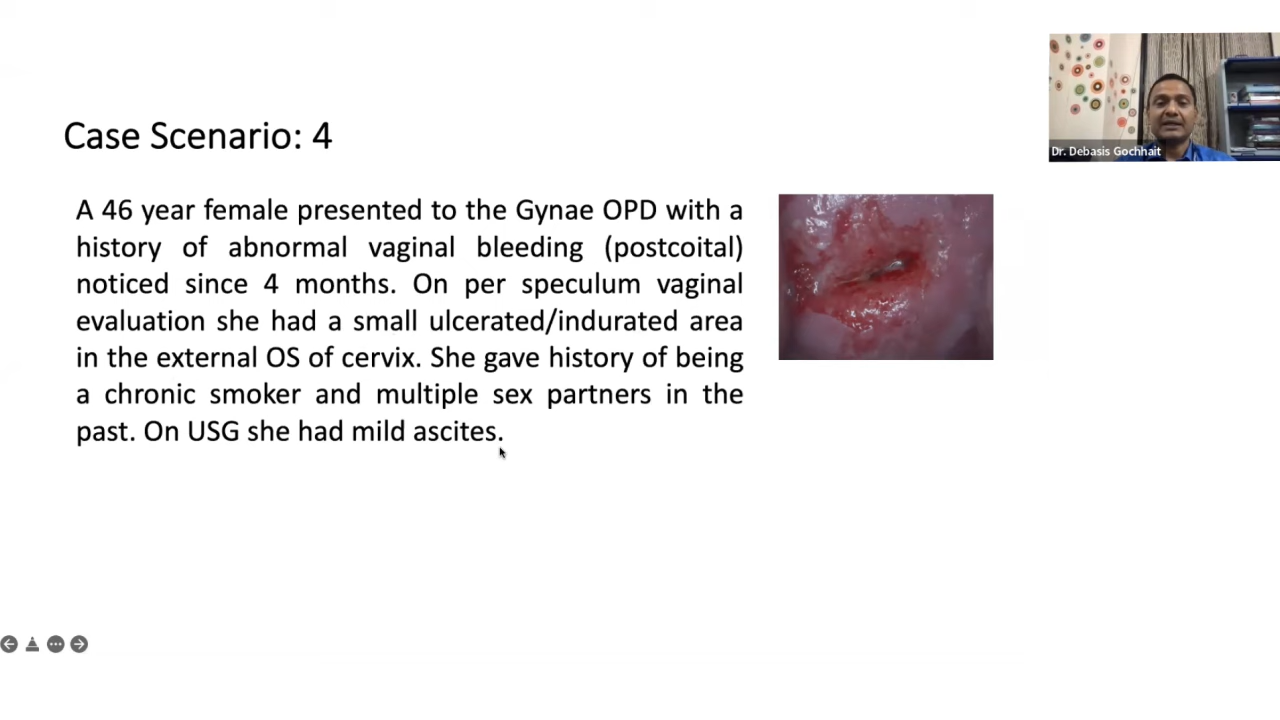 Case Scenario: 4
A 46 year female presented to the Gynae OPD with a
history of abnormal vaginal bleeding (postcoital)
noticed since 4 months. On per speculum vaginal
evaluation she had a small ulcerated/indurated area
in the external OS of cervix. She gave history of being
a chronic smoker and multiple sex partners in the
past. On USG she had mild ascites.
Dr. Debasis Gochhait